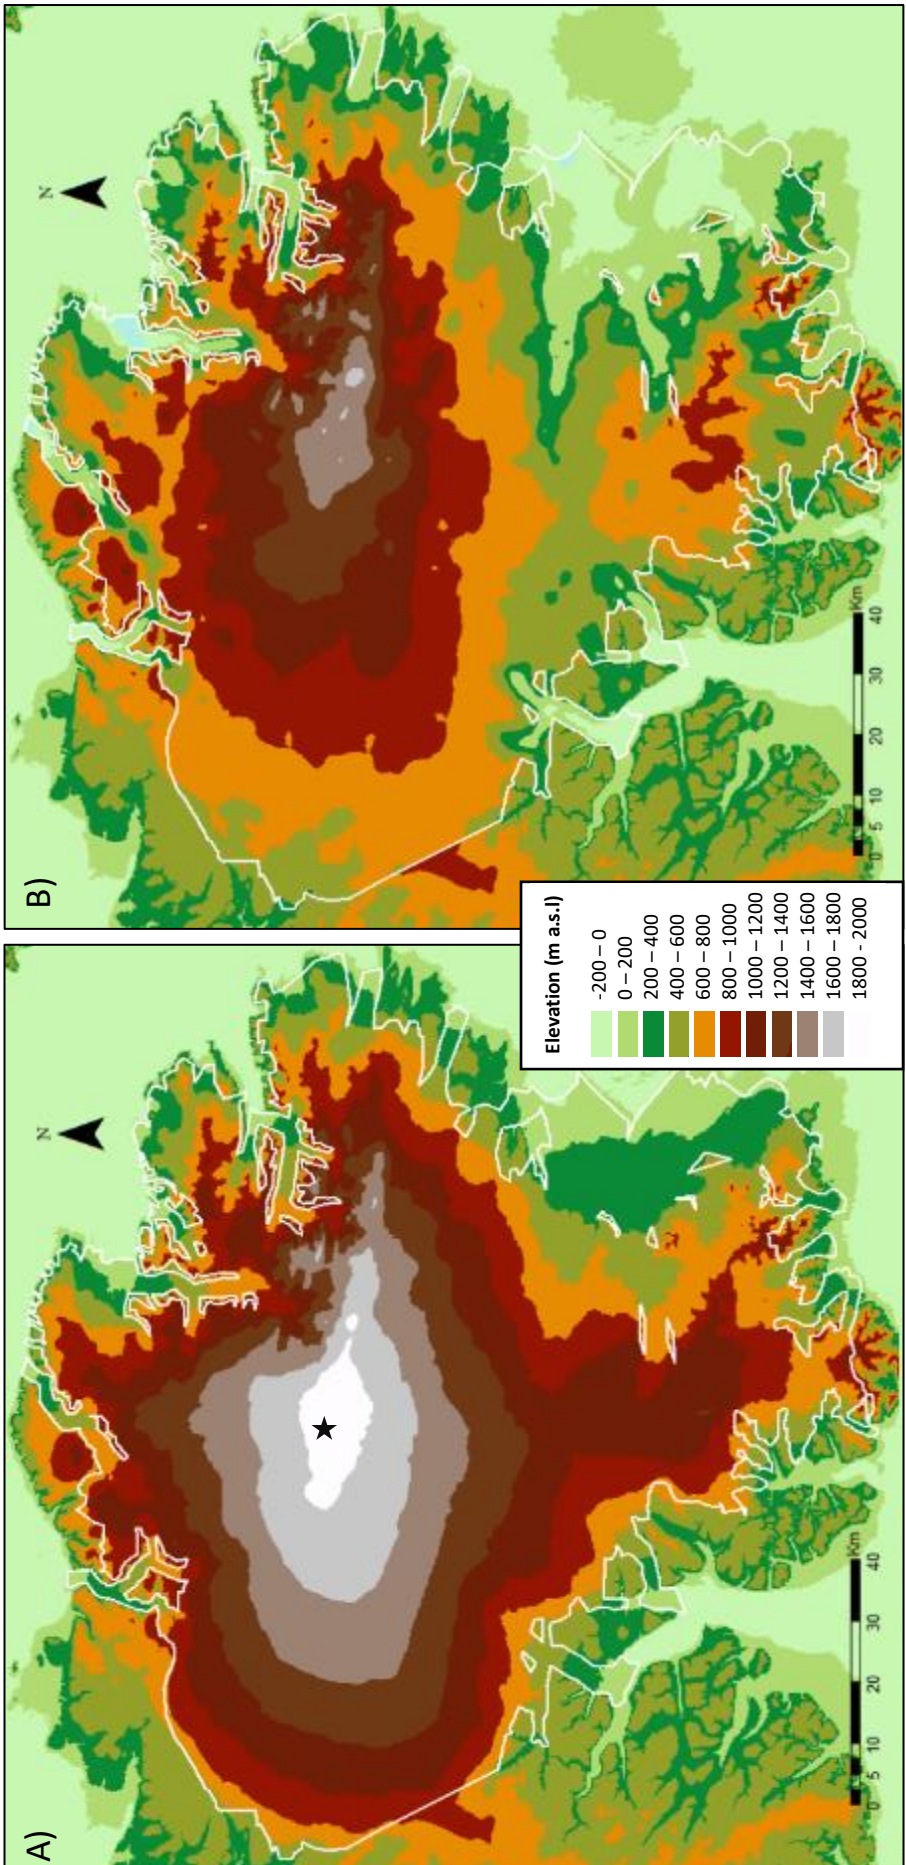 A)
N
0 5 10 20 30 40
Km
B)
N
0 5 10 20 30 40
Km
Elevation (m a.s.l)
-200 – 0
0 – 200
200 – 400
400 – 600
600 – 800
800 – 1000
1000 – 1200
1200 – 1400
1400 – 1600
1600 – 1800
1800 - 2000